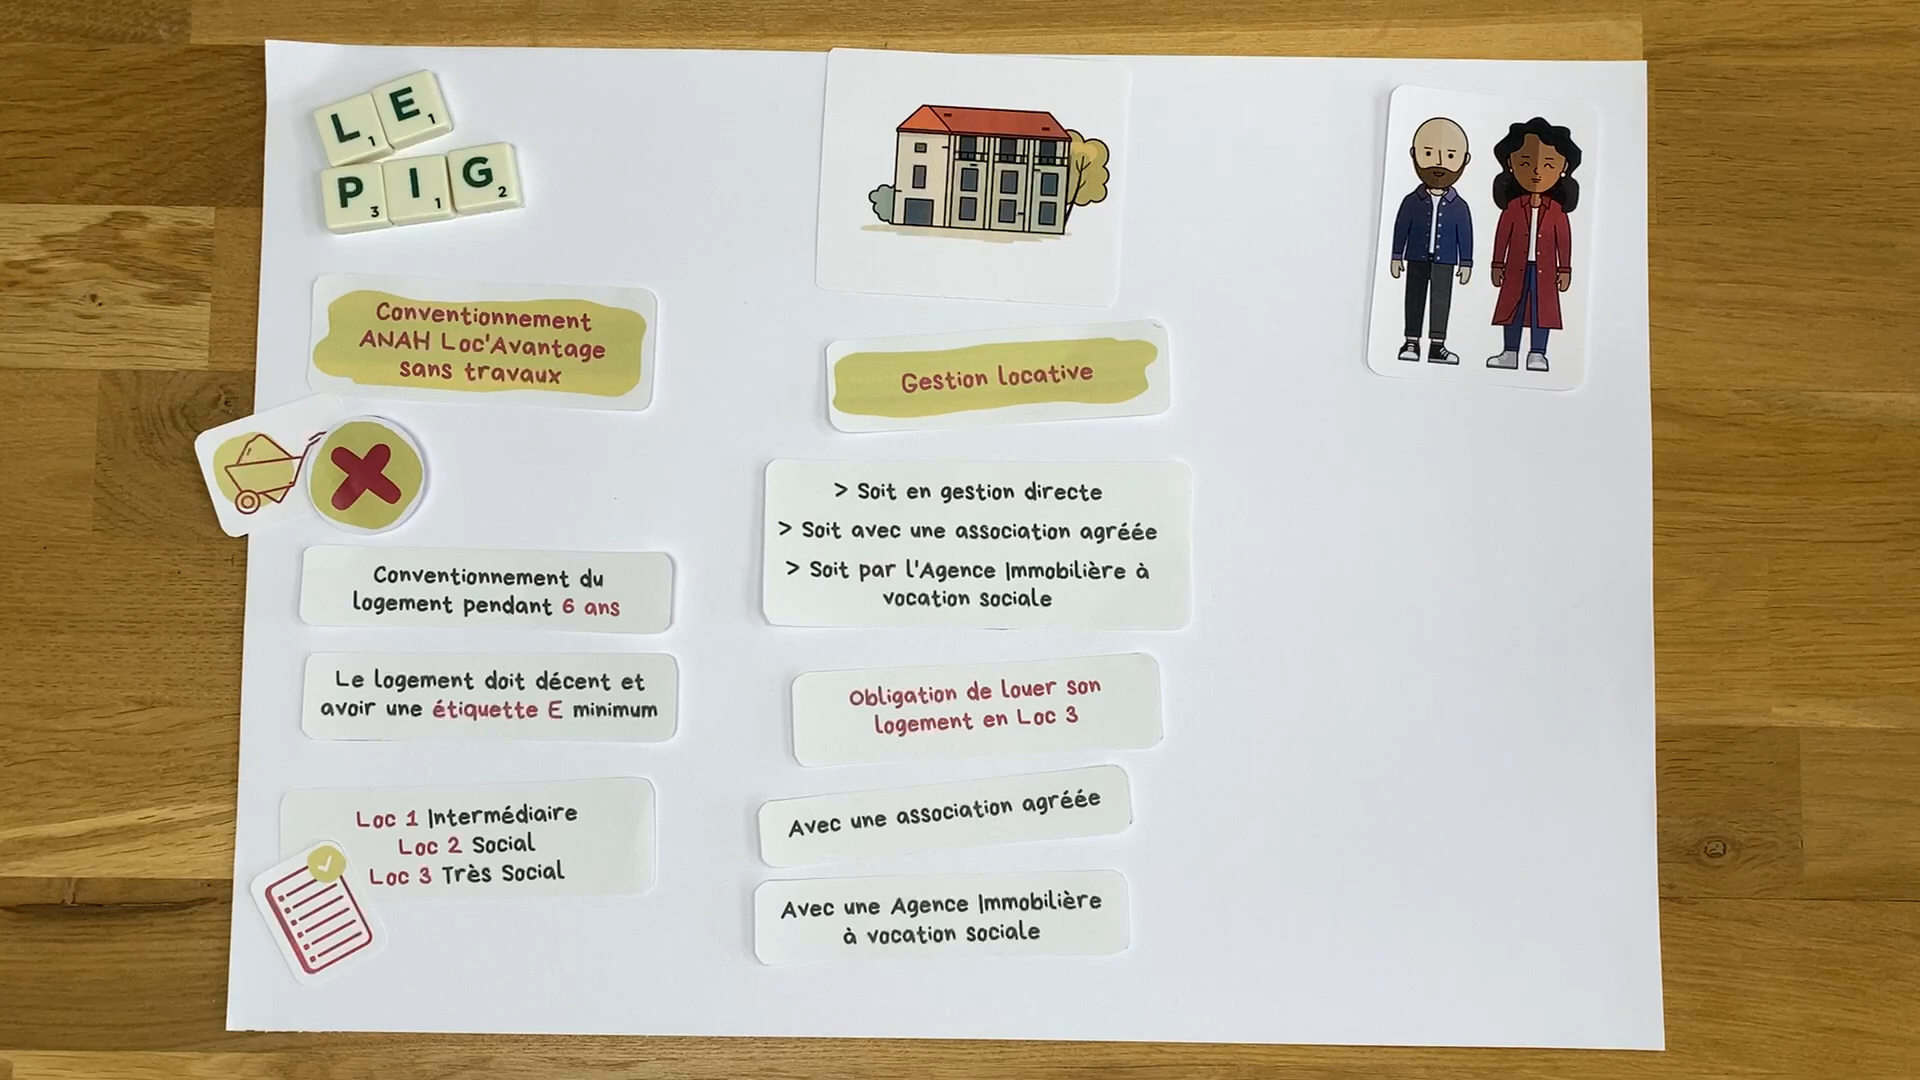 LE
PIG
Conventionnement
ANAH Loc'Avantage
sans travaux
Conventionnement du
logement pendant 6 ans
Le logement doit décent et
avoir une étiquette E minimum
Loc 1 Intermédiaire
Loc 2 Social
Loc 3 Très Social
Gestion locative
> Soit en gestion directe
> Soit avec une association agréée
> Soit par l'Agence Immobilière à
vocation sociale
Obligation de louer son
logement en Loc 3
Avec une association agréée
Avec une Agence Immobilière
à vocation sociale